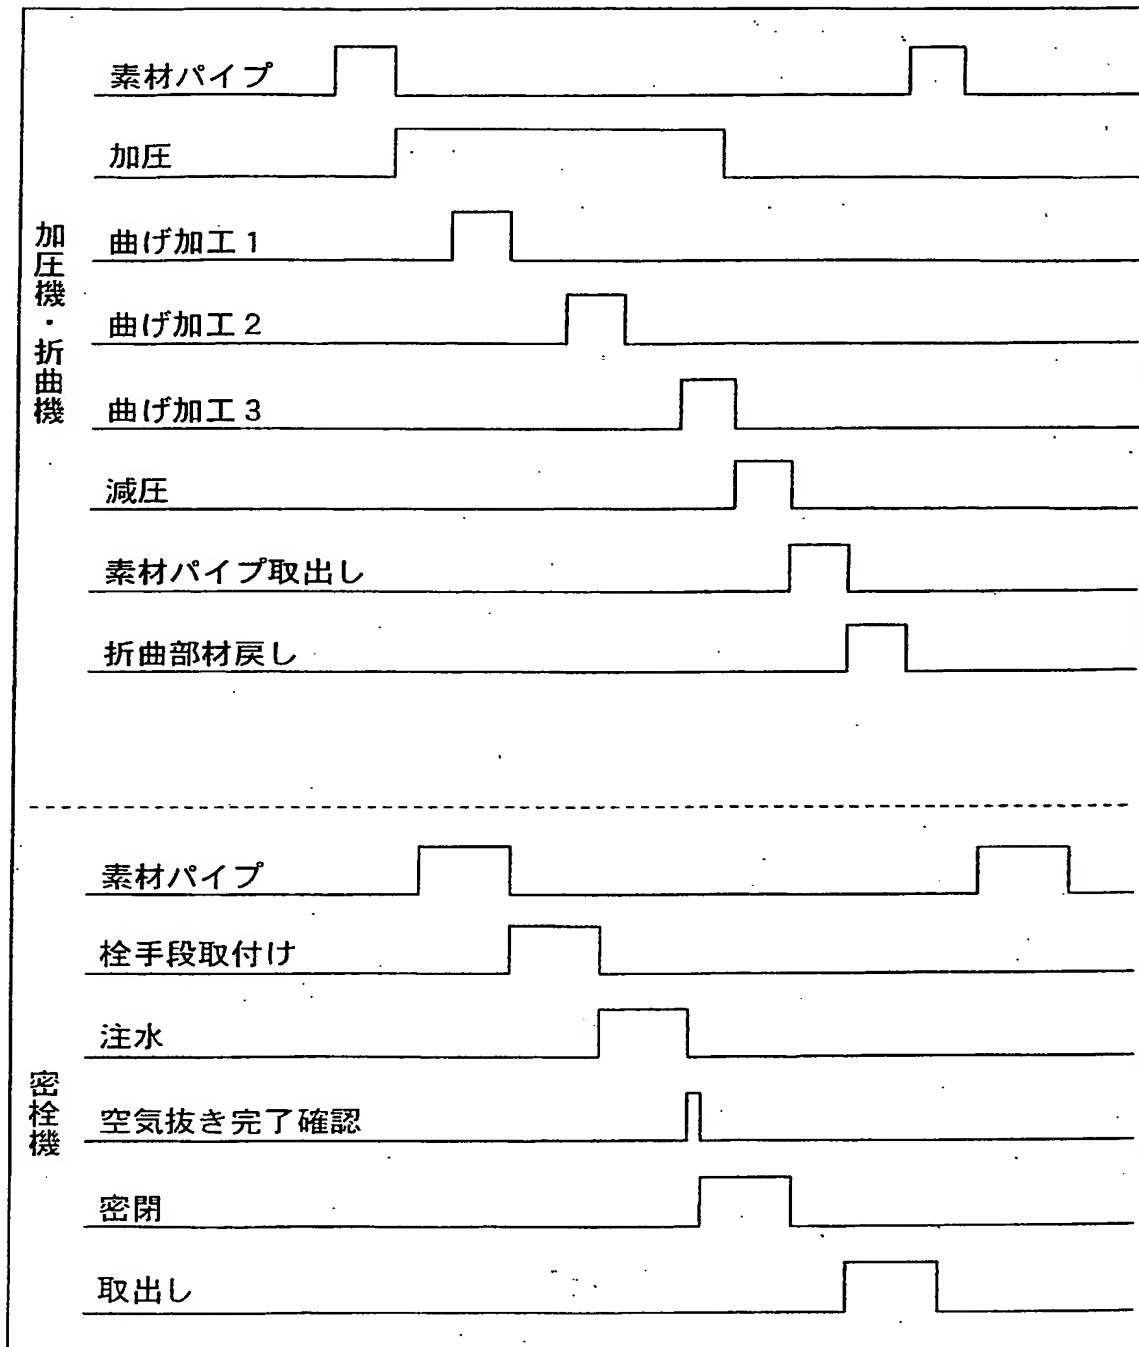 加圧機・折曲機
素材パイプ
加圧
曲げ加工1
曲げ加工2
曲げ加工3
減圧
素材パイプ取出し
折曲部材戻し
密栓機
素材パイプ
栓手段取付け
注水
空気抜き完了確認
密閉
取出し